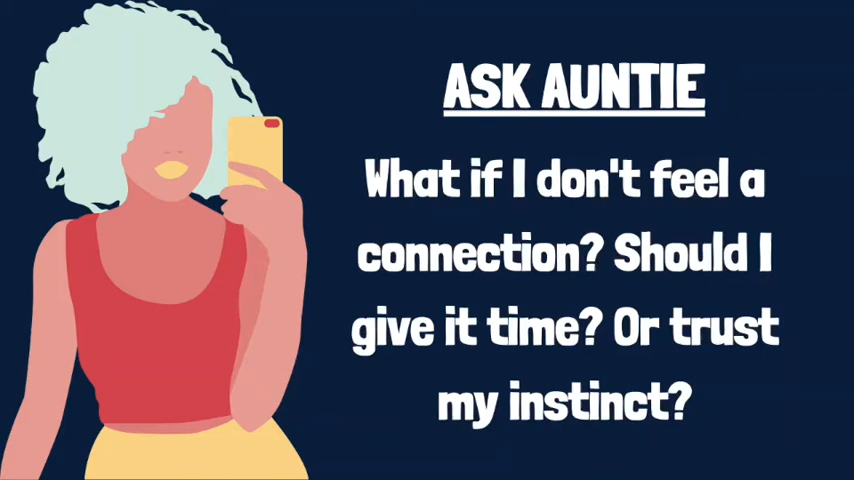 ASK AUNTIE
What if I don't feel a
connection? Should I
give it time? Or trust
my instinct?